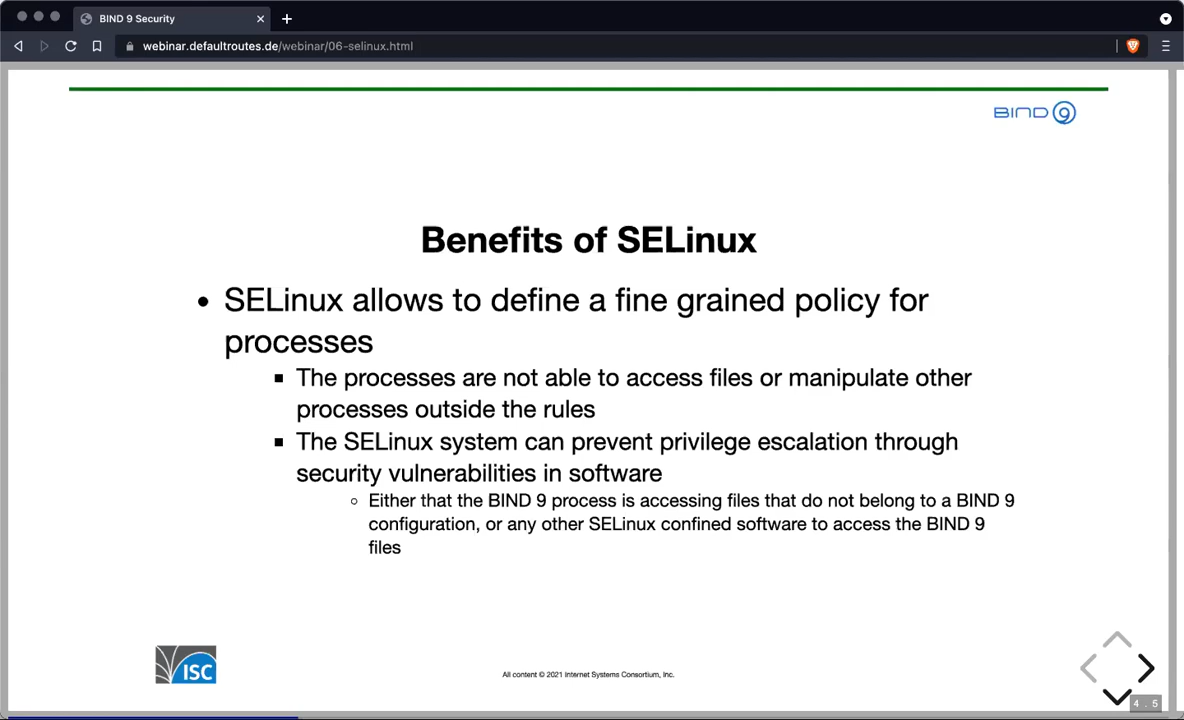 BIND 9 Security
webinar.defaultroutes.de/webinar/06-selinux.html
BIND 9
Benefits of SELinux
• SELinux allows to define a fine grained policy for
processes
▪ The processes are not able to access files or manipulate other
processes outside the rules
▪ The SELinux system can prevent privilege escalation through
security vulnerabilities in software
◦ Either that the BIND 9 process is accessing files that do not belong to a BIND 9
configuration, or any other SELinux confined software to access the BIND 9
files
ISC
All content © 2021 Internet Systems Consortium, Inc.
4 . 5